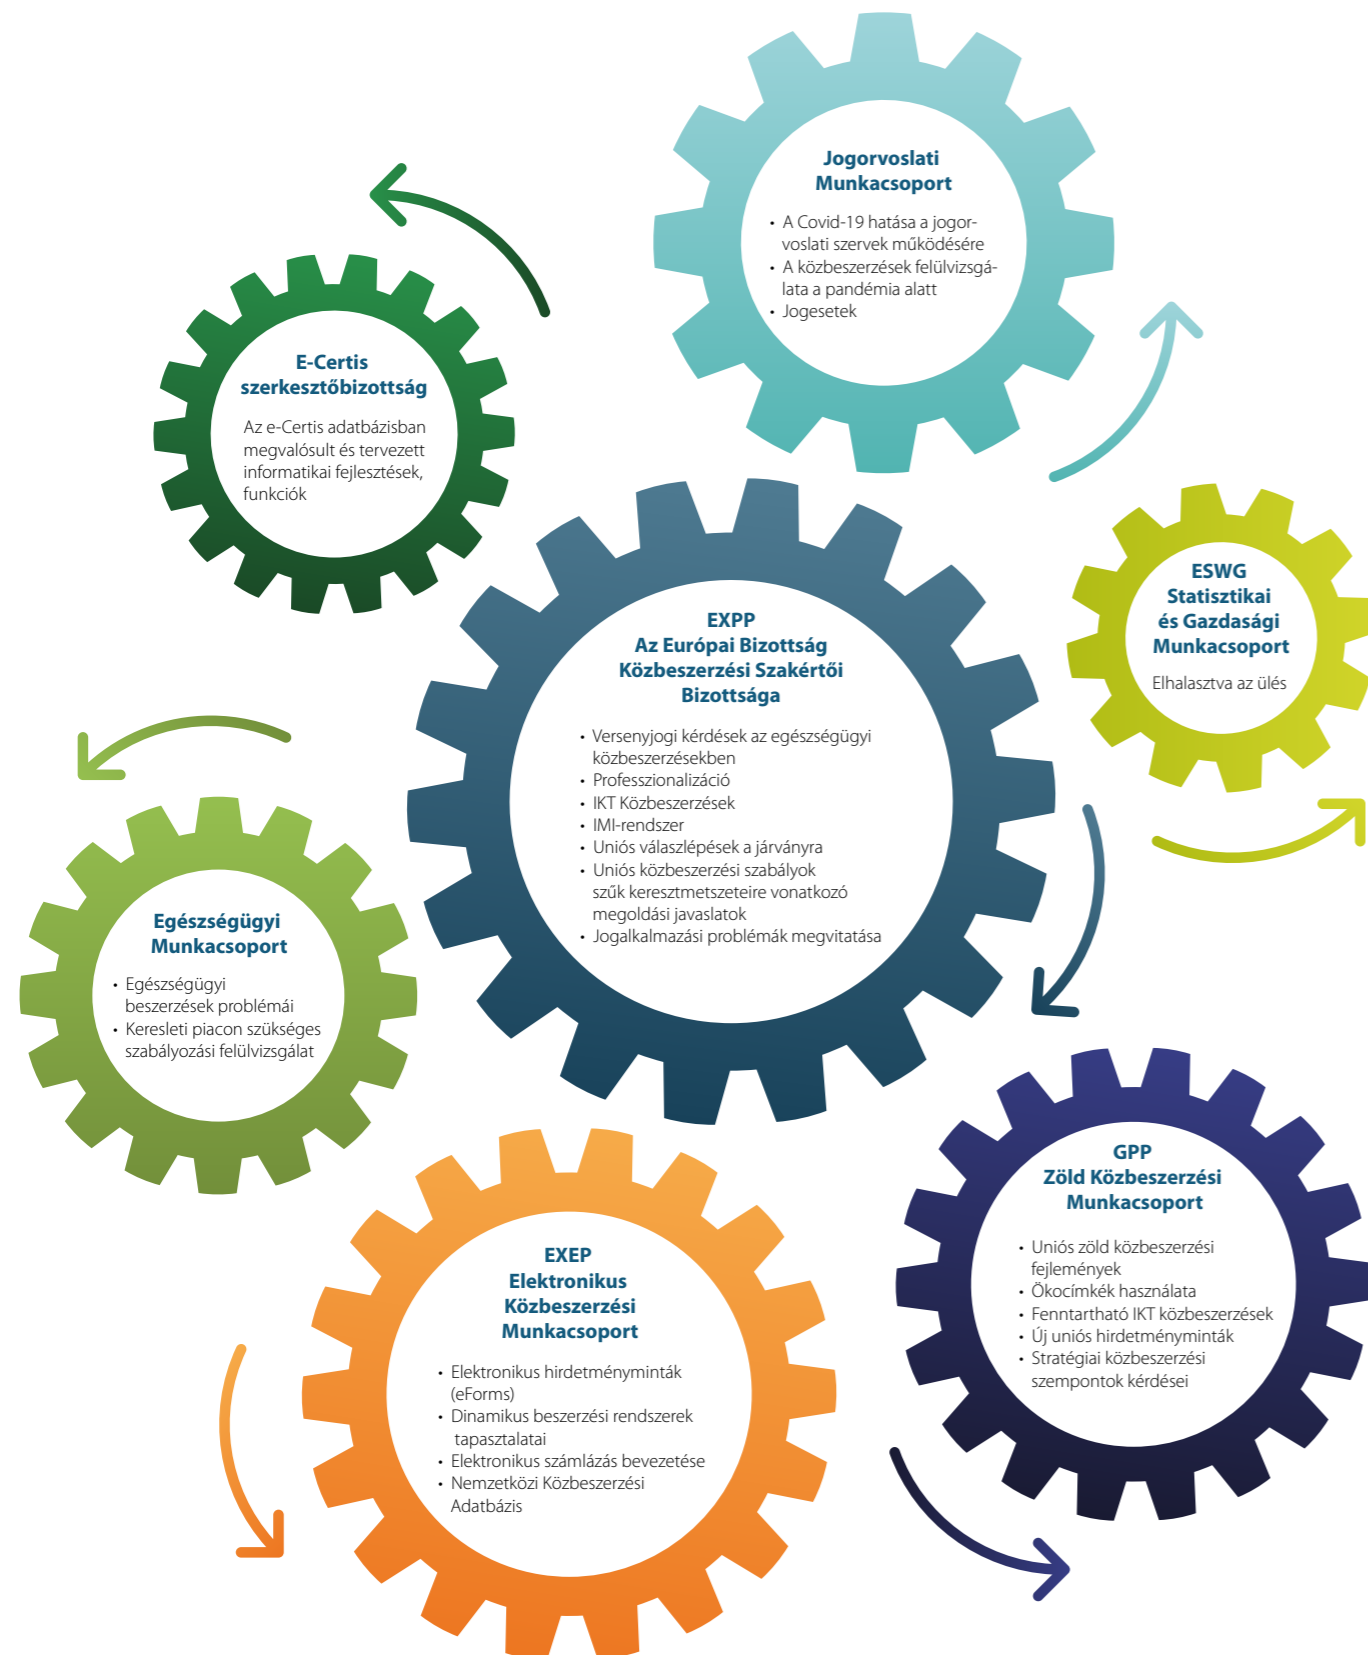 Jogorvoslati
Munkacsoport
• A Covid-19 hatása a jogor-
voslati szervek működésére
• A közbeszerzések felülvizsgá-
lata a pandémia alatt
• Jogesetek
E-Certis
szerkesztőbizottság
Az e-Certis adatbázisban
megvalósult és tervezett
informatikai fejlesztések,
funkciók
ESWG
Statisztikai
és Gazdasági
Munkacsoport
Elhalasztva az ülés
EXPP
Az Európai Bizottság
Közbeszerzési Szakértői
Bizottsága
• Versenyjogi kérdések az egészségügyi
közbeszerzésekben
• Professzionalizáció
• IKT Közbeszerzések
• IMI-rendszer
• Uniós válaszlépések a járványra
• Uniós közbeszerzési szabályok
szűk keresztmetszeteire vonatkozó
megoldási javaslatok
• Jogalkalmazási problémák megvitatása
Egészségügyi
Munkacsoport
• Egészségügyi
beszerzések problémái
• Keresleti piacon szükséges
szabályozási felülvizsgálat
GPP
Zöld Közbeszerzési
Munkacsoport
• Uniós zöld közbeszerzési
fejlemények
• Ökocímkék használata
• Fenntartható IKT közbeszerzések
• Új uniós hirdetményminták
• Stratégiai közbeszerzési
szempontok kérdései
EXEP
Elektronikus
Közbeszerzési
Munkacsoport
• Elektronikus hirdetményminták
(eForms)
• Dinamikus beszerzési rendszerek
tapasztalatai
• Elektronikus számlázás bevezetése
• Nemzetközi Közbeszerzési
Adatbázis